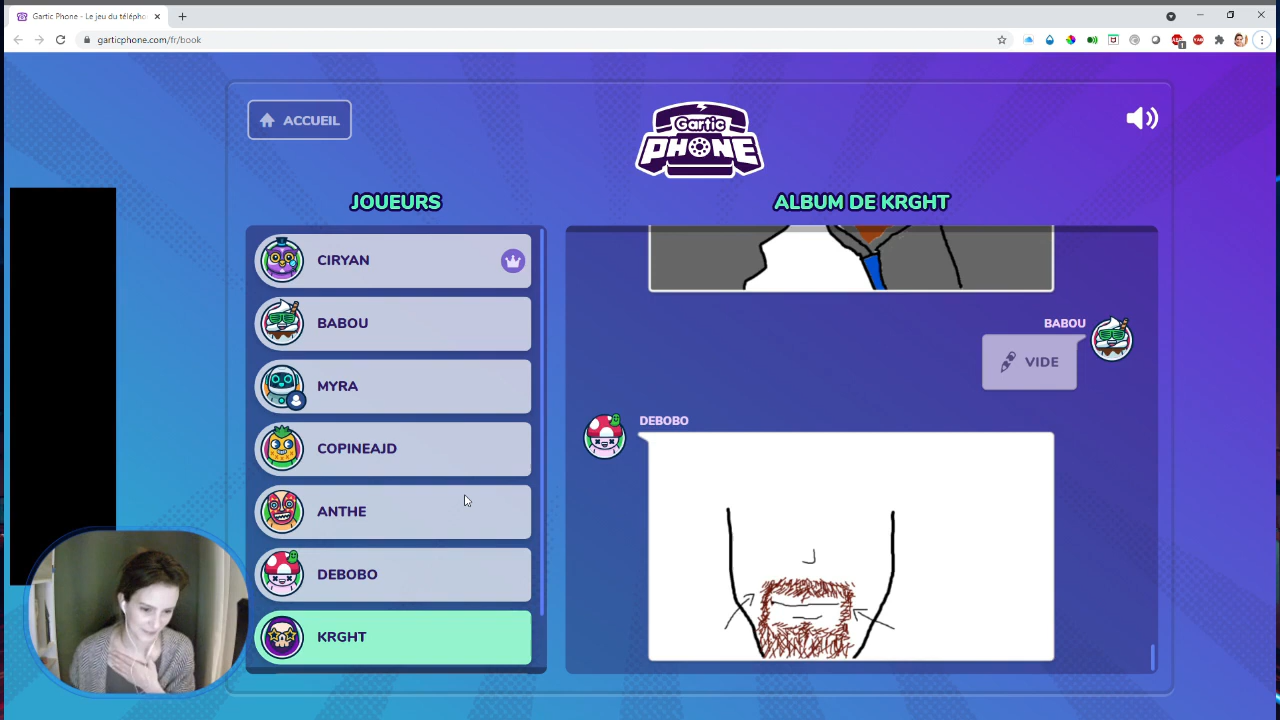 Gartic Phone - Le jeu du télépho
garticphone.com/fr/book
ACCUEIL
Gartic
PHONE
JOUEURS
ALBUM DE KRGHT
CIRYAN
BABOU
MYRA
COPINEAJD
ANTHE
DEBOBO
KRGHT
BABOU
VIDE
DEBOBO